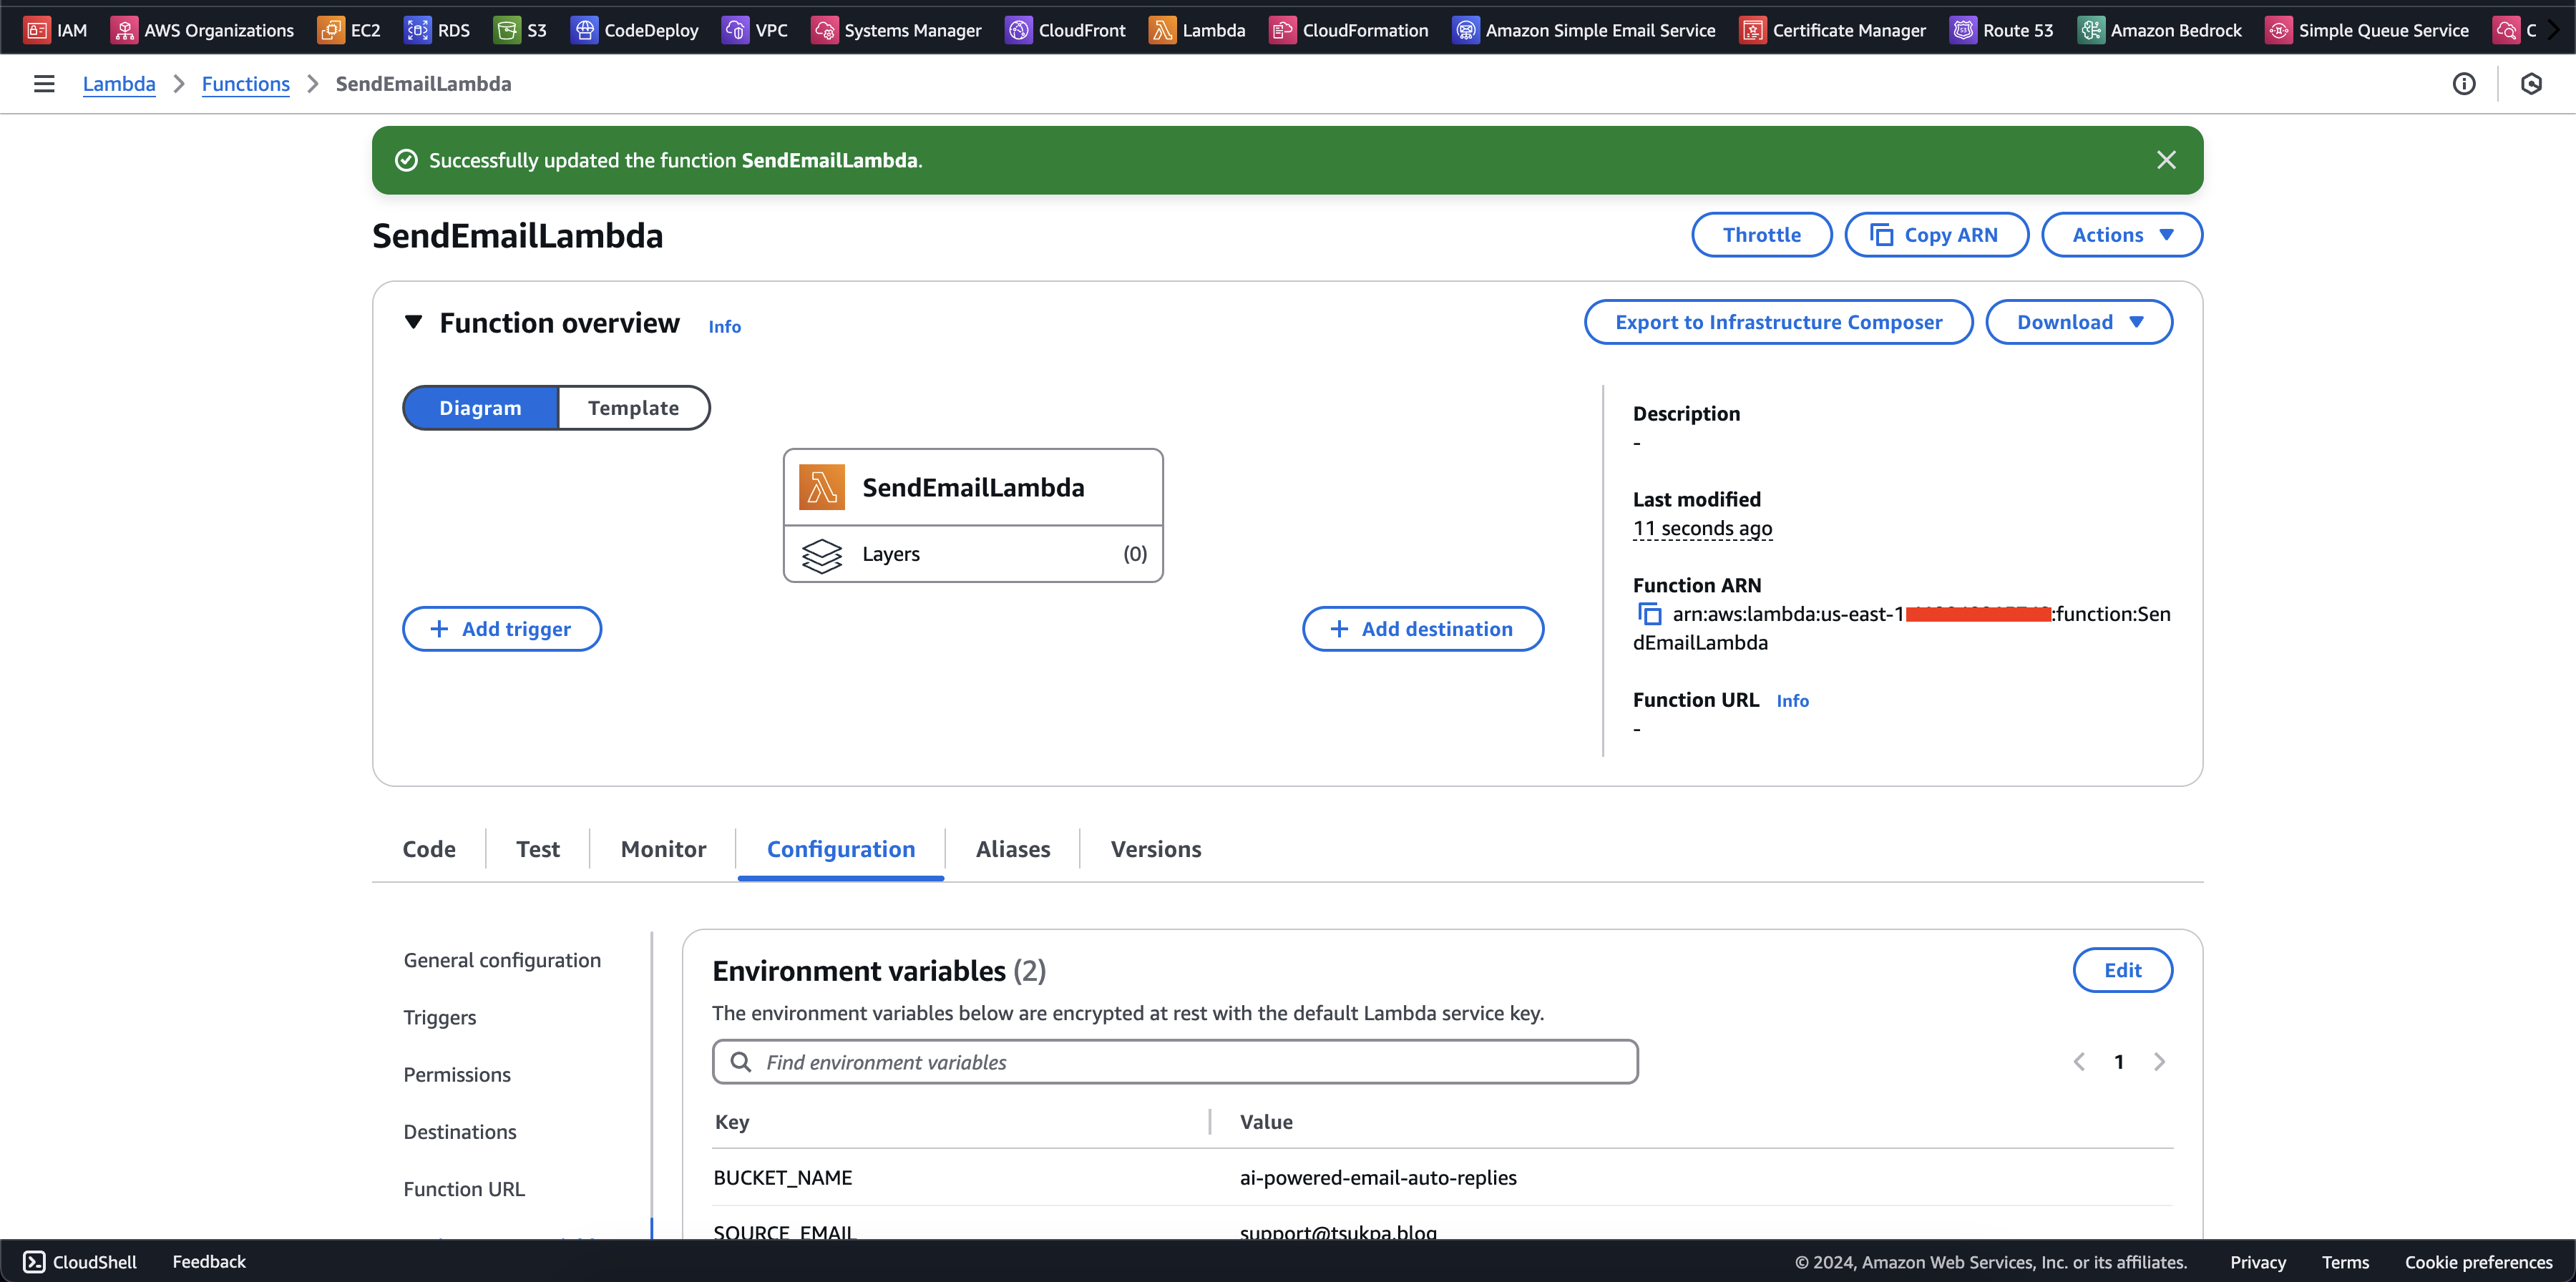 IAM AWS Organizations EC2 RDS S3 CodeDeploy VPC Systems Manager CloudFront Lambda CloudFormation Amazon Simple Email Service Certificate Manager Route 53 Amazon Bedrock Simple Queue Service C
Lambda Functions SendEmailLambda
Successfully updated the function SendEmailLambda.
SendEmailLambda
Throttle Copy ARN Actions
Function overview Info
Export to Infrastructure Composer Download
Diagram Template
SendEmailLambda
Layers (0)
+ Add trigger
+ Add destination
Description
-
Last modified
11 seconds ago
Function ARN
arn:aws:lambda:us-east-1 :function:Sen
dEmailLambda
Function URL Info
-
Code Test Monitor Configuration Aliases Versions
General configuration
Triggers
Permissions
Destinations
Function URL
Environment variables (2)
Edit
The environment variables below are encrypted at rest with the default Lambda service key.
Find environment variables
1
Key Value
BUCKET_NAME ai-powered-email-auto-replies
SOURCE_EMAIL support@tsukpa.blog
CloudShell Feedback
© 2024, Amazon Web Services, Inc. or its affiliates. Privacy Terms Cookie preferences